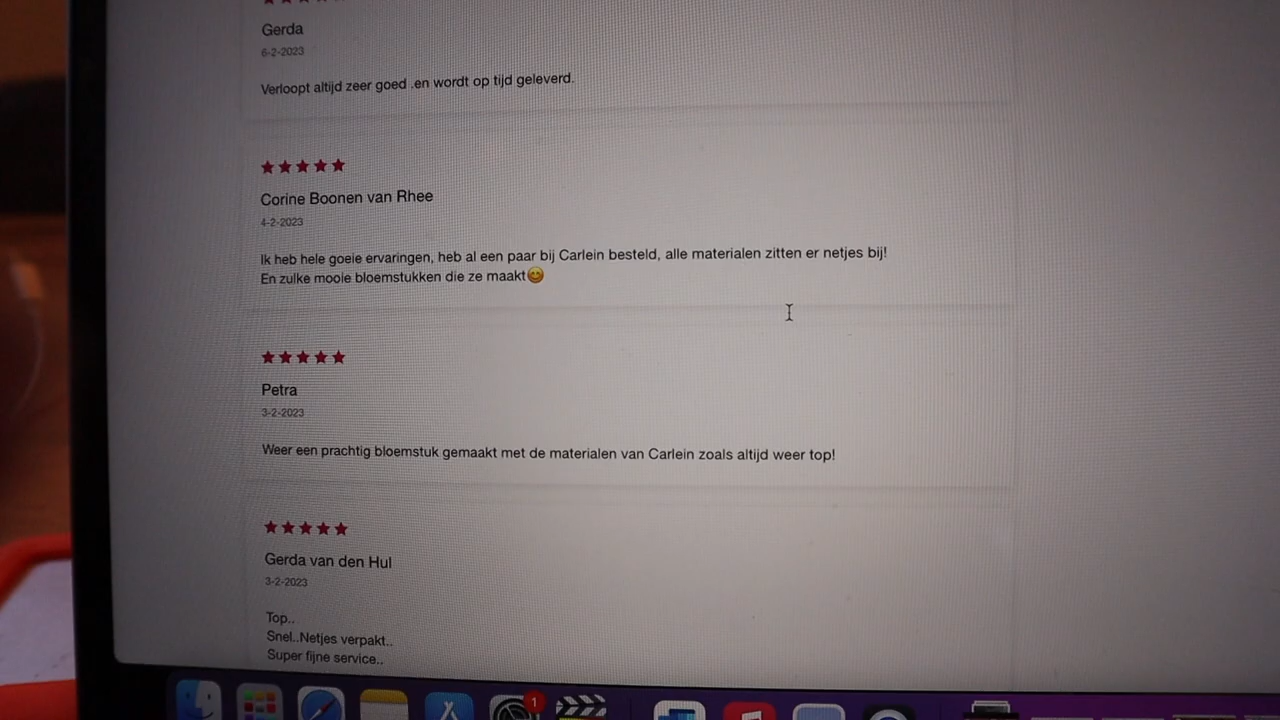 Gerda
6-2-2023
Verloopt altijd zeer goed .en wordt op tijd geleverd.
Corine Boonen van Rhee
4-2-2023
Ik heb hele goeie ervaringen, heb al een paar bij Carlein besteld, alle materialen zitten er netjes bij!
En zulke mooie bloemstukken die ze maakt😊
Petra
3-2-2023
Weer een prachtig bloemstuk gemaakt met de materialen van Carlein zoals altijd weer top!
Gerda van den Hul
3-2-2023
Top..
Snel..Netjes verpakt..
Super fijne service..
1